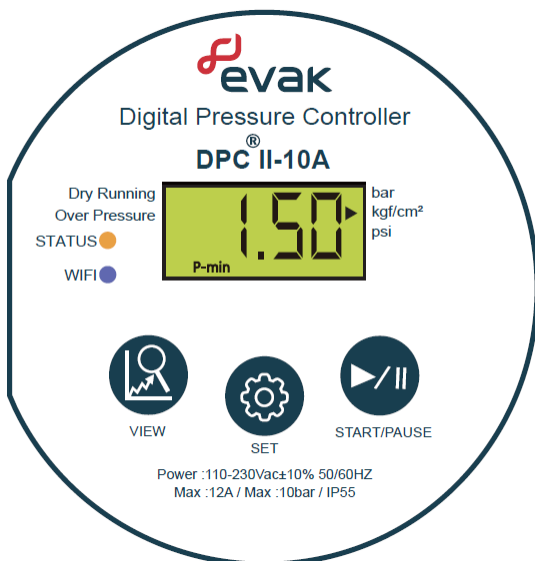 evak
Digital Pressure Controller
®
DPC II-10A
Dry Running
Over Pressure
STATUS
WIFI
1.50
P-min
bar
kgf/cm²
psi
VIEW
SET
START/PAUSE
Power :110-230Vac±10% 50/60HZ
Max :12A / Max :10bar / IP55